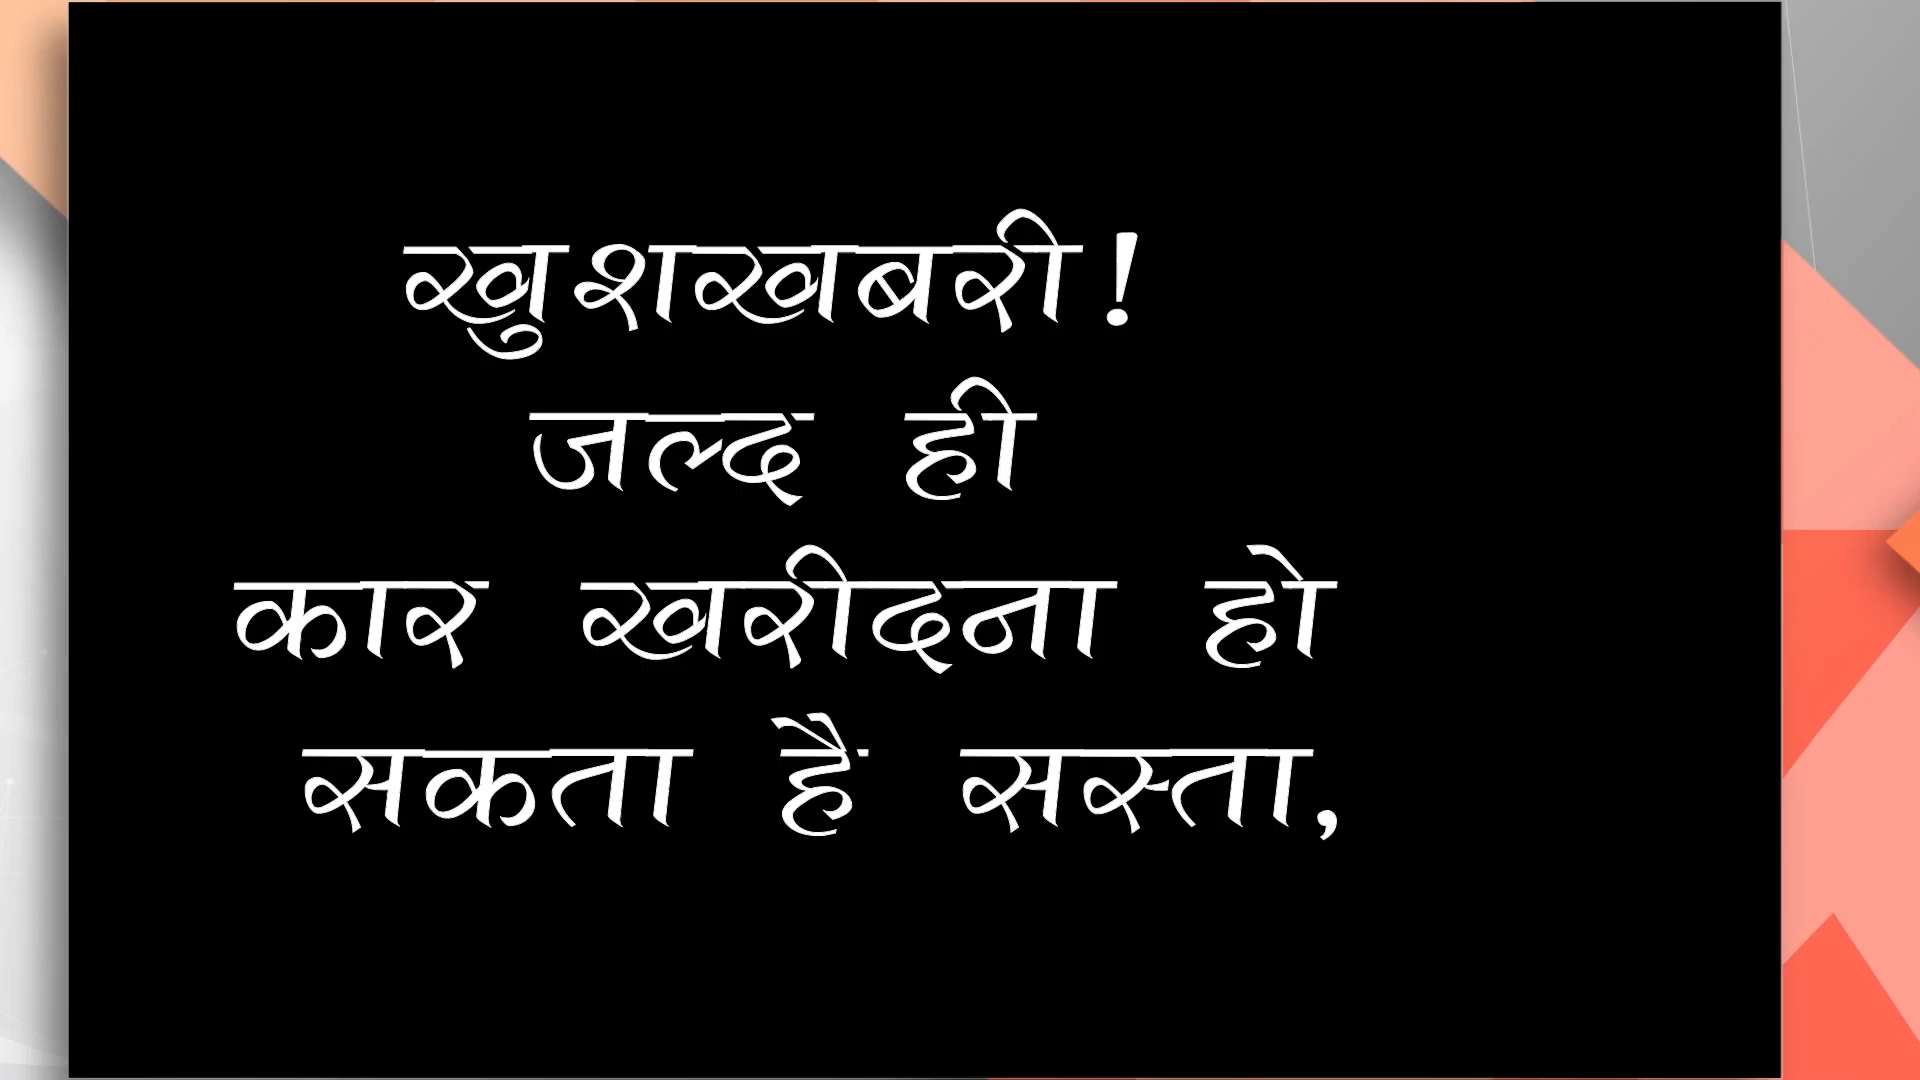 खुशखबरी!
जल्द ही
कार खरीदना हो
सकता है सस्ता,